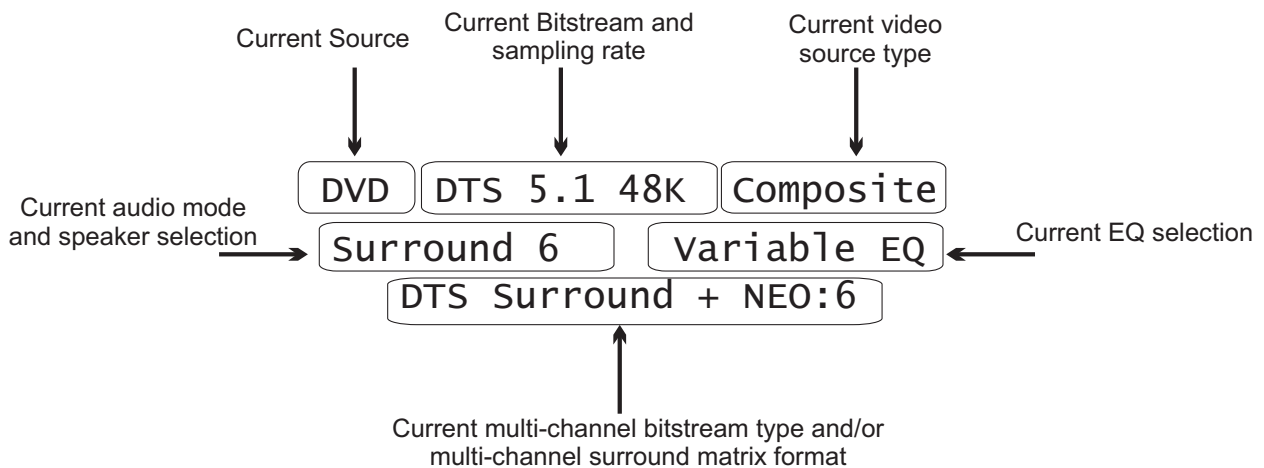 Current Source
Current Bitstream and
sampling rate
Current video
source type
DVD DTS 5.1 48K Composite
Current audio mode
and speaker selection
Surround 6 Variable EQ
Current EQ selection
DTS Surround + NEO:6
Current multi-channel bitstream type and/or
multi-channel surround matrix format